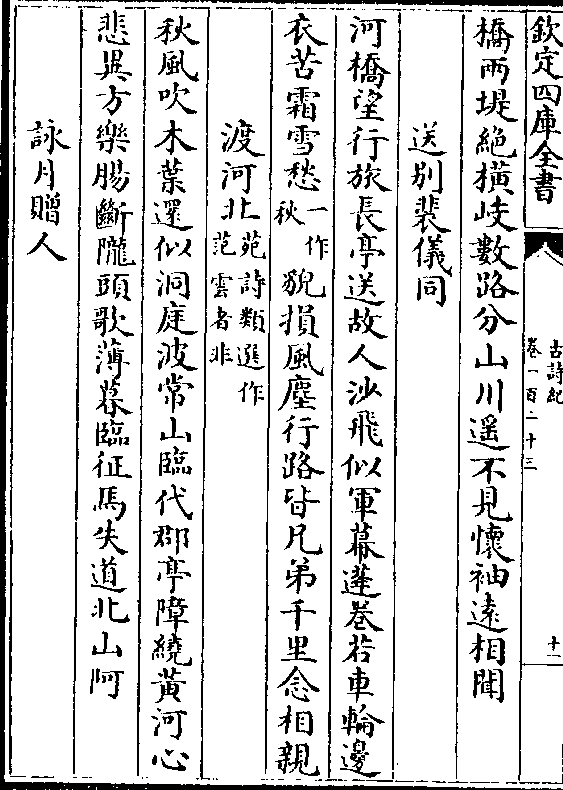 欽定四庫全書
古詩紀
卷一百二十三
十一
橋兩堤絶横岐數路分山川遥不見懷袖遠相聞
送别裴儀同
河橋望行旅長亭送故人沙飛似軍幕蓬卷若車輪邊
衣苦霜雪愁一作秋貌損風塵行路皆兄弟千里念相親
渡河北苑詩類選作范雲者非
秋風吹木葉還似洞庭波常山臨代郡亭障繞黃河心
悲異方樂腸斷隴頭歌薄暮臨征馬失道北山阿
詠月贈人